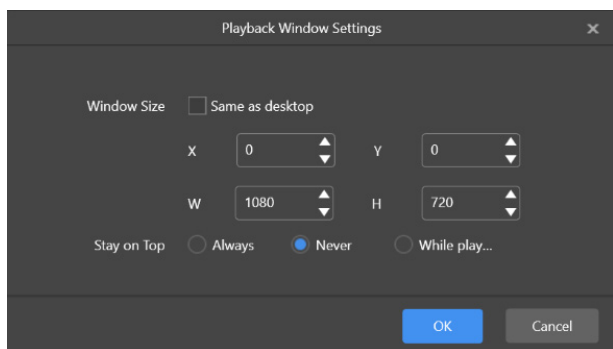 Playback Window Settings
Window Size Same as desktop
X 0 Y 0
W 1080 H 720
Stay on Top Always Never While play...
OK Cancel